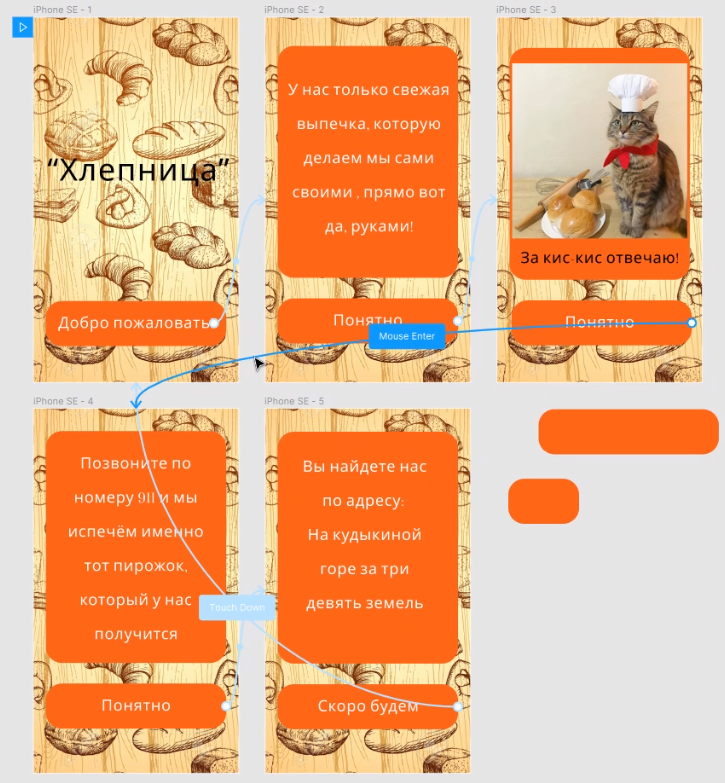 iPhone SE - 1
iPhone SE - 2
iPhone SE - 3
“Хлепница”
Добро пожаловать
У нас только свежая
выпечка, которую
делаем мы сами
своими , прямо вот
да, руками!
Понятно
Mouse Enter
За кис-кис отвечаю!
Понятно
iPhone SE - 4
iPhone SE - 5
Позвоните по
номеру 911 и мы
испечём именно
тот пирожок,
который у нас
получится
Понятно
Touch Down
Вы найдете нас
по адресу:
На кудыкиной
горе за три
девять земель
Скоро будем